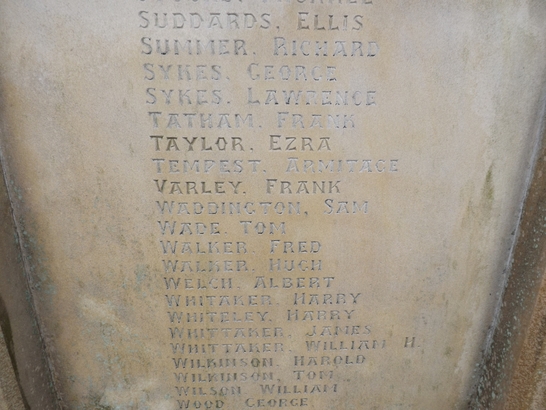 SUDDARDS, ELLIS
SUMMER. RICHARD
SYKES. GEORGE
SYKES. LAWRENCE
TATHAM. FRANK
TAYLOR. EZRA
TEMPEST. ARMITAGE
VARLEY. FRANK
WADDINGTON, SAM
WADE. TOM
WALKER. FRED
WALKER. HUGH
WELCH. ALBERT
WHITAKER. HARRY
WHITELEY. HARRY
WHITTAKER. JAMES
WHITTAKER. WILLIAM H.
WILKINSON. HAROLD
WILKINSON. TOM
WILSON. WILLIAM
WOOD. GEORGE